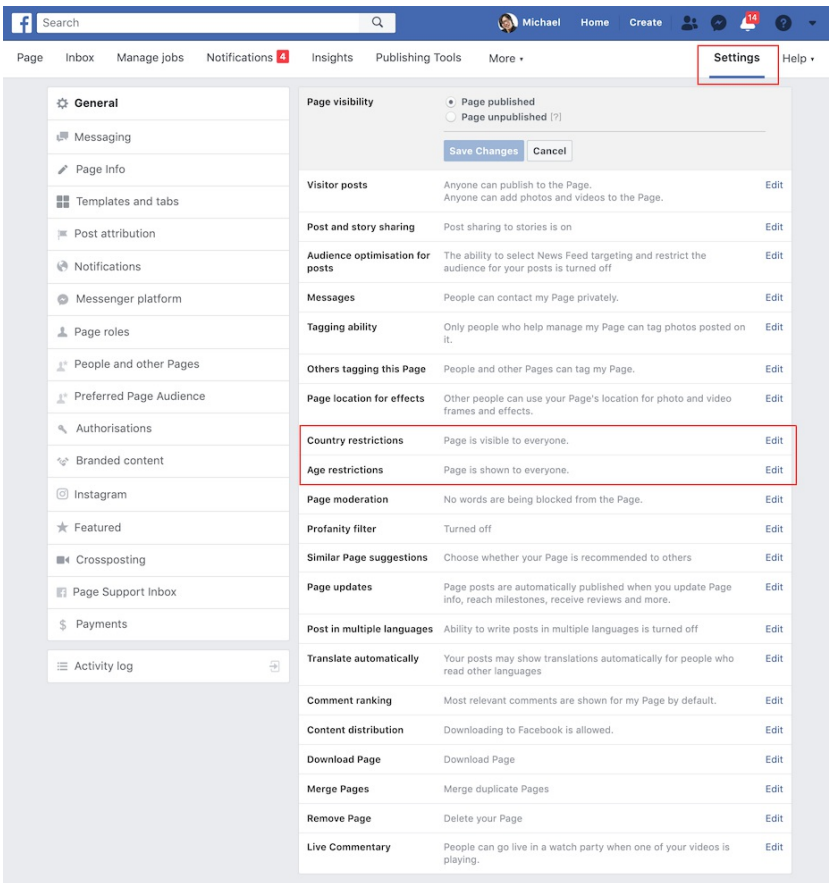 f Search Michael Home Create 14 ?
Page Inbox Manage jobs Notifications 4 Insights Publishing Tools More Settings Help
General
Messaging
Page Info
Templates and tabs
Post attribution
Notifications
Messenger platform
Page roles
People and other Pages
Preferred Page Audience
Authorisations
Branded content
Instagram
Featured
Crossposting
Page Support Inbox
$ Payments
Activity log
Page visibility Page published
Page unpublished [?]
Save Changes Cancel
Visitor posts Anyone can publish to the Page. Edit
Anyone can add photos and videos to the Page.
Post and story sharing Post sharing to stories is on Edit
Audience optimisation for The ability to select News Feed targeting and restrict the Edit
posts audience for your posts is turned off
Messages People can contact my Page privately. Edit
Tagging ability Only people who help manage my Page can tag photos posted on Edit
it.
Others tagging this Page People and other Pages can tag my Page. Edit
Page location for effects Other people can use your Page's location for photo and video Edit
frames and effects.
Country restrictions Page is visible to everyone. Edit
Age restrictions Page is shown to everyone. Edit
Page moderation No words are being blocked from the Page. Edit
Profanity filter Turned off Edit
Similar Page suggestions Choose whether your Page is recommended to others Edit
Page updates Page posts are automatically published when you update Page Edit
info, reach milestones, receive reviews and more.
Post in multiple languages Ability to write posts in multiple languages is turned off Edit
Translate automatically Your posts may show translations automatically for people who Edit
read other languages
Comment ranking Most relevant comments are shown for my Page by default. Edit
Content distribution Downloading to Facebook is allowed. Edit
Download Page Download Page Edit
Merge Pages Merge duplicate Pages Edit
Remove Page Delete your Page Edit
Live Commentary People can go live in a watch party when one of your videos is Edit
playing.